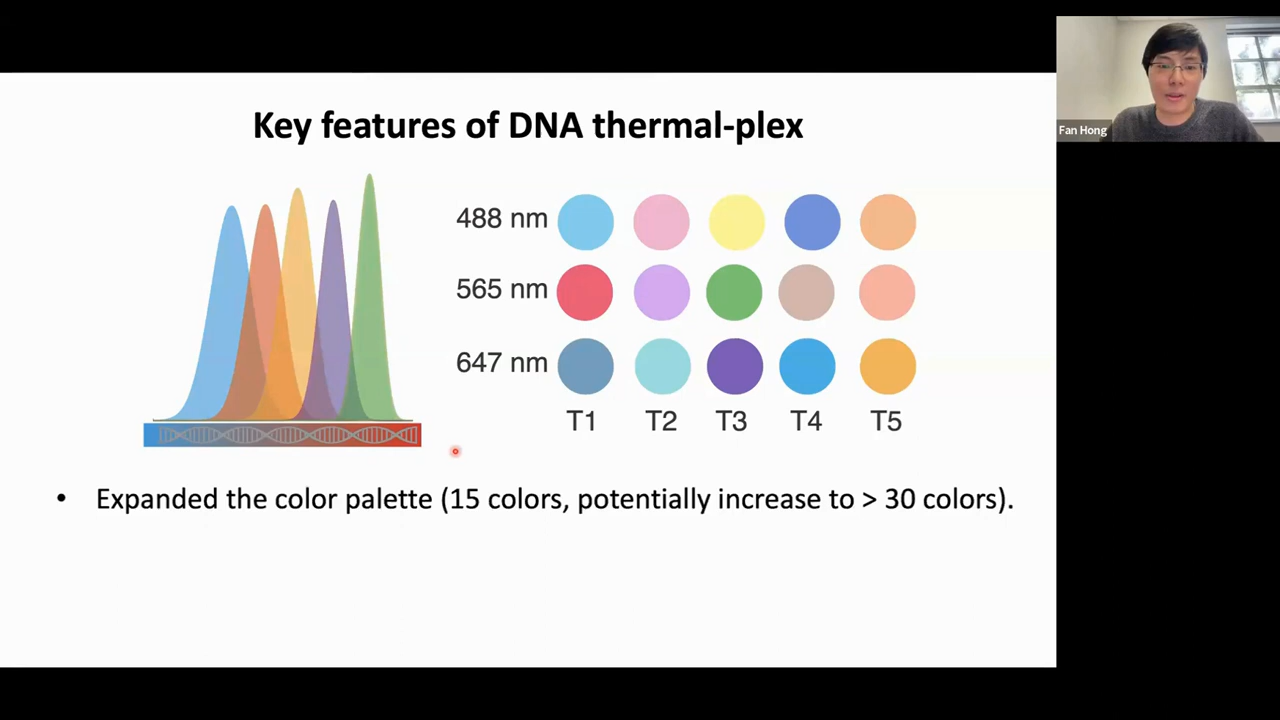 Key features of DNA thermal-plex
488 nm
565 nm
647 nm
T1 T2 T3 T4 T5
• Expanded the color palette (15 colors, potentially increase to > 30 colors).
Fan Hong